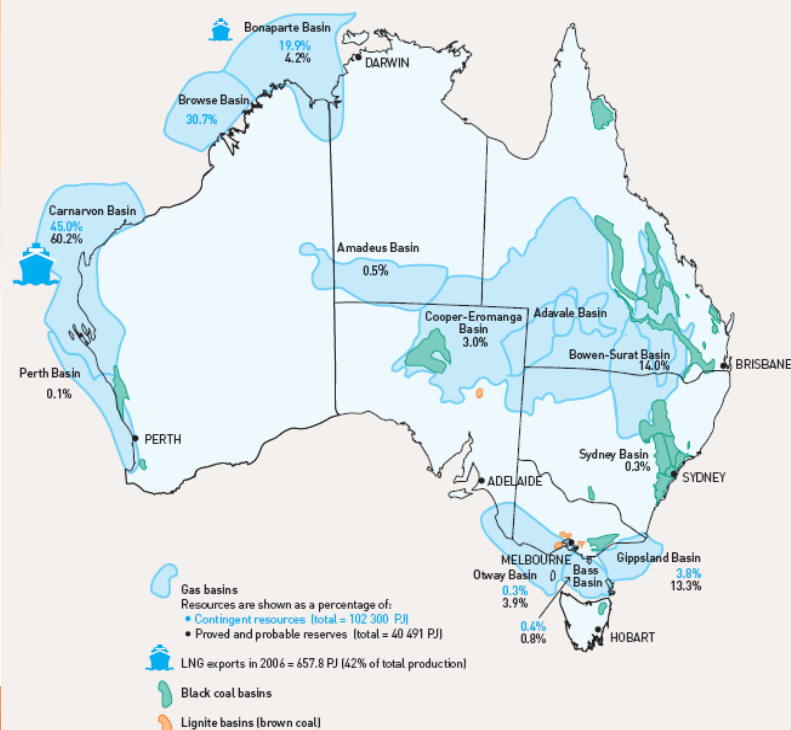 Bonaparte Basin
19.9%
4.2%
DARWIN
Browse Basin
30.7%
Carnarvon Basin
45.0%
60.2%
Amadeus Basin
0.5%
Cooper-Eromanga
Basin
3.0%
Adavale Basin
Bowen-Surat Basin
14.0%
BRISBANE
Perth Basin
0.1%
PERTH
Sydney Basin
0.3%
SYDNEY
ADELAIDE
MELBOURNE
Otway Basin
0.3%
3.9%
Bass
Basin
0.4%
0.8%
Gippsland Basin
3.8%
13.3%
HOBART
Gas basins
Resources are shown as a percentage of:
• Contingent resources (total = 102 300 PJ)
• Proved and probable reserves (total = 40 491 PJ)
LNG exports in 2006 = 657.8 PJ (42% of total production)
Black coal basins
Lignite basins (brown coal)